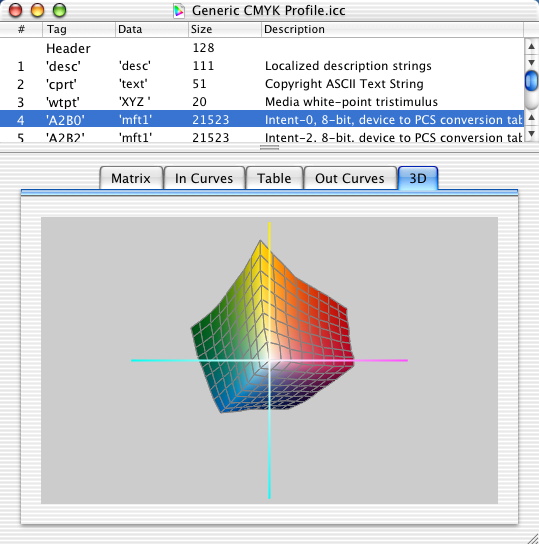 Generic CMYK Profile.icc
# Tag Data Size Description
Header 128
1 'desc' 'desc' 111 Localized description strings
2 'cprt' 'text' 51 Copyright ASCII Text String
3 'wtpt' 'XYZ ' 20 Media white-point tristimulus
4 'A2B0' 'mft1' 21523 Intent-0, 8-bit, device to PCS conversion tab
5 'A2B2' 'mft1' 21523 Intent-2, 8-bit, device to PCS conversion tab
Matrix In Curves Table Out Curves 3D